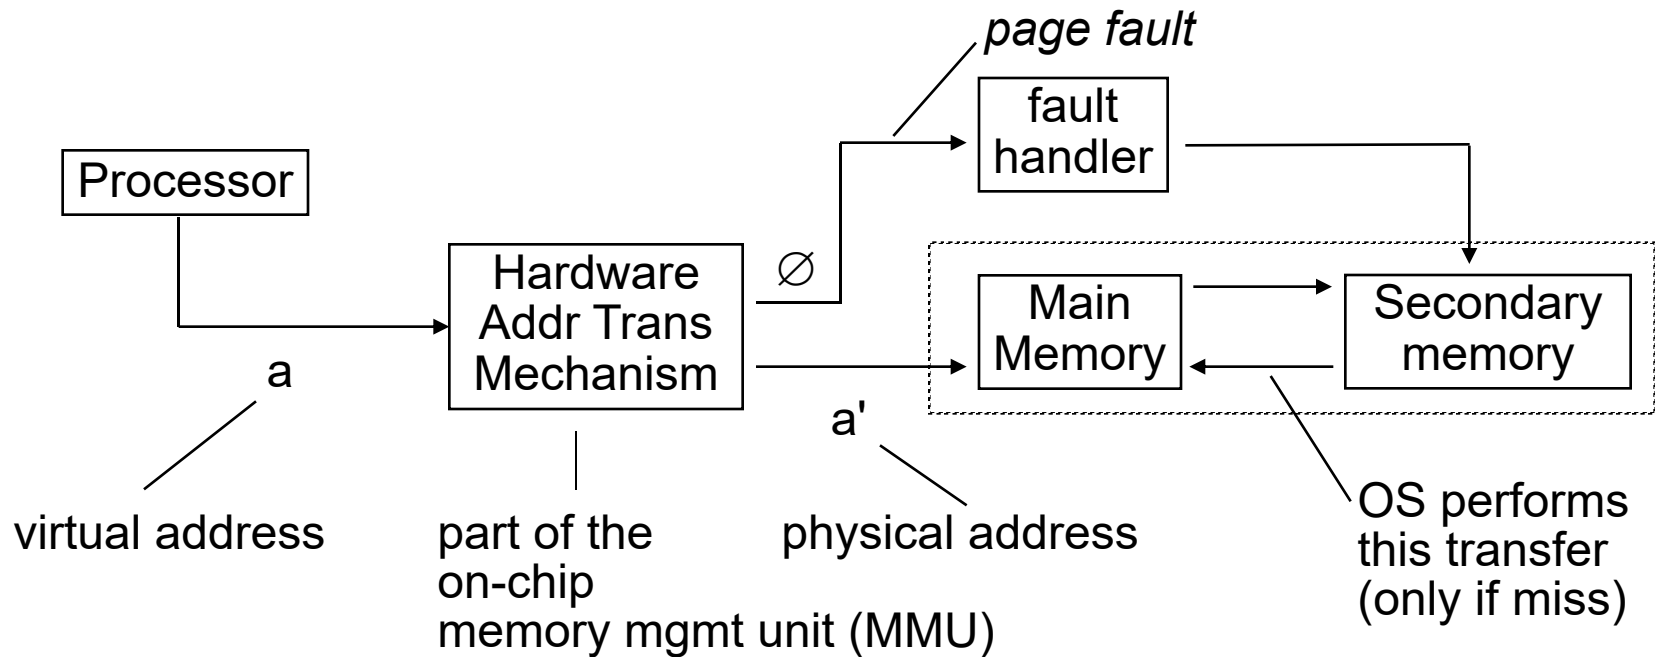 page fault
fault
handler
Processor
Hardware
Addr Trans
Mechanism
∅
Main
Memory
Secondary
memory
a
a'
virtual address
part of the
on-chip
memory mgmt unit (MMU)
physical address
OS performs
this transfer
(only if miss)